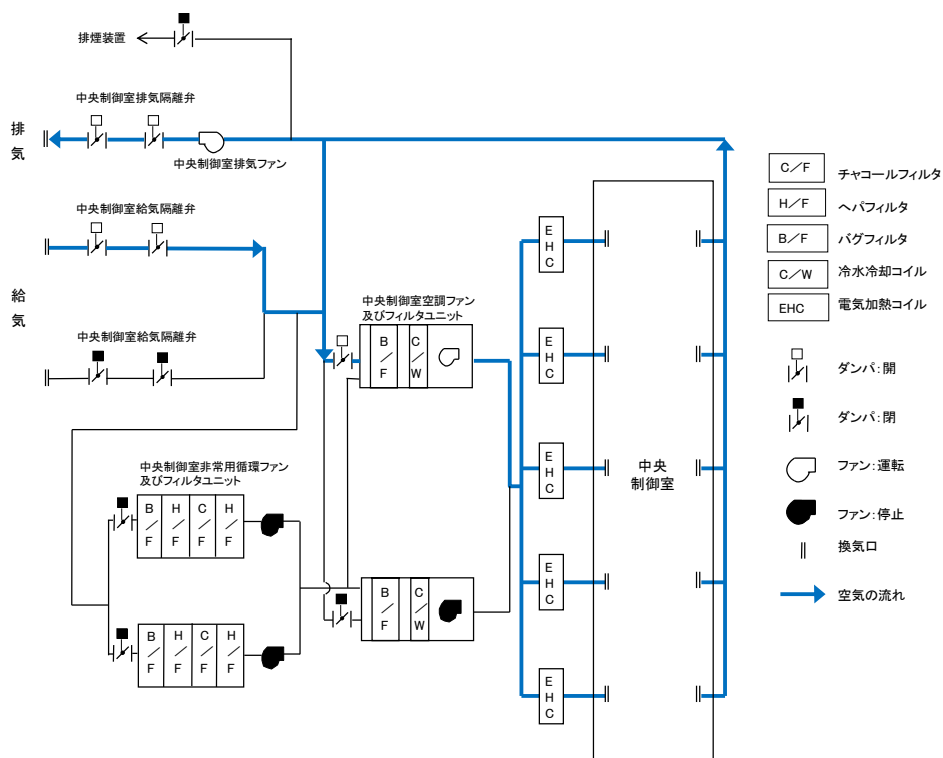 排煙装置
中央制御室排気隔離弁
排
気
中央制御室排気ファン
中央制御室給気隔離弁
給
気
中央制御室給気隔離弁
中央制御室空調ファン
及びフィルタユニット
B/F
C/W
中央制御室非常用循環ファン
及びフィルタユニット
B/F
H/F
C/F
H/F
B/F
H/F
C/F
H/F
B/F
C/W
EHC
EHC
EHC
EHC
EHC
中央
制御室
C/F
チャコールフィルタ
H/F
ヘパフィルタ
B/F
バグフィルタ
C/W
冷水冷却コイル
EHC
電気加熱コイル
ダンパ:開
ダンパ:閉
ファン:運転
ファン:停止
換気口
空気の流れ